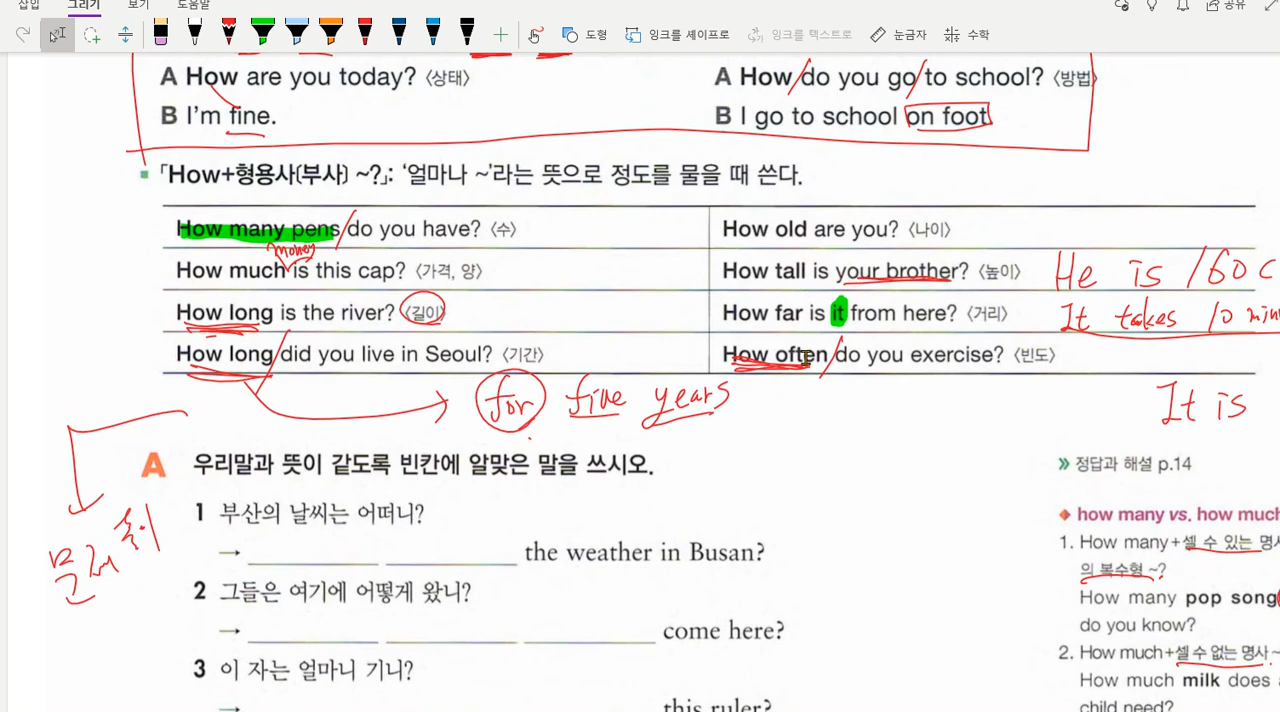 삽입 그리기 보기 도움말 공유
도형 잉크를 셰이프로 잉크를 텍스트로 눈금자 수학
A How are you today? 〈상태〉
B I'm fine.
A How do you go to school? 〈방법〉
B I go to school on foot.
「How+형용사(부사) ~?」: '얼마나 ~'라는 뜻으로 정도를 물을 때 쓴다.
How many pens do you have? 〈수〉
How old are you? 〈나이〉
money
How much is this cap? 〈가격, 양〉
How tall is your brother? 〈높이〉
He is 160c
How long is the river? 〈길이〉
How far is it from here? 〈거리〉
It takes 10 min
How long did you live in Seoul? 〈기간〉
How often do you exercise? 〈빈도〉
for five years
It is
A 우리말과 뜻이 같도록 빈칸에 알맞은 말을 쓰시오.
» 정답과 해설 p.14
1 부산의 날씨는 어떠니?
→ the weather in Busan?
2 그들은 여기에 어떻게 왔니?
→ come here?
3 이 자는 얼마니 기니?
→ this ruler?
how many vs. how much
1. How many+셀 수 있는 명사
의 복수형 ~?
How many pop song
do you know?
2. How much+셀 수 없는 명사~
How much milk does a
child need?